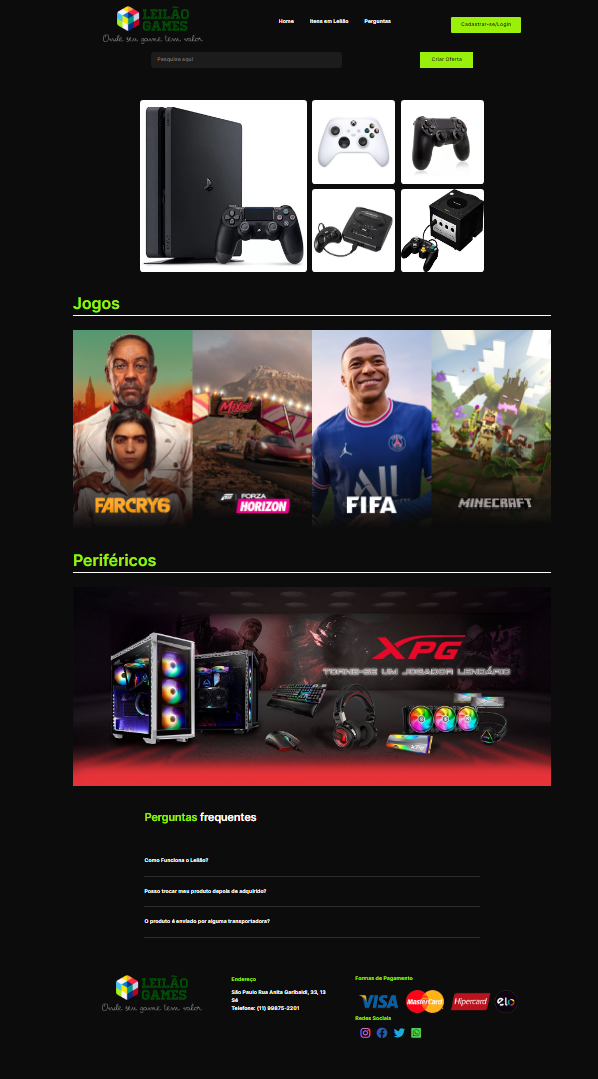 LEILÃO
GAMES
Onde seu game tem valor
Home Itens em Leilão Perguntas
Cadastrar-se/Login
Pesquise aqui
Criar Oferta
Jogos
FARCRY6
FORZA
HORIZON
FIFA
MINECRAFT
Periféricos
XPG
TORNE-SE UM JOGADOR LENDÁRIO
Perguntas frequentes
Como Funciona o Leilão?
Posso trocar meu produto depois de adquirido?
O produto é enviado por alguma transportadora?
LEILÃO
GAMES
Onde seu game tem valor
Endereço
São Paulo Rua Anita Garibaldi, 33, 13
Sé
Telefone: (11) 99875-2201
Formas de Pagamento
VISA MasterCard Hipercard elo
Redes Sociais